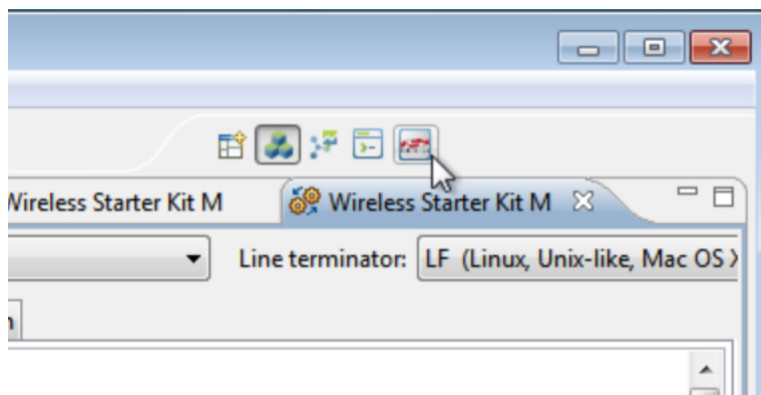 Wireless Starter Kit M Wireless Starter Kit M
Line terminator: LF (Linux, Unix-like, Mac OS X